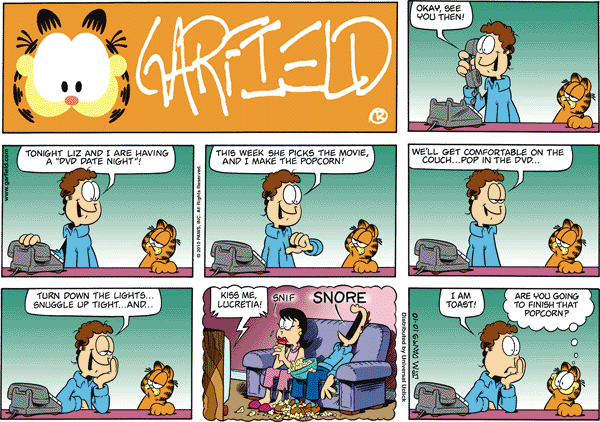 GARFIELD
OKAY, SEE
YOU THEN!
www.garfield.com
TONIGHT LIZ AND I ARE HAVING
A "DVD DATE NIGHT"!
© 2010 PAWS, INC. All Rights Reserved.
THIS WEEK SHE PICKS THE MOVIE,
AND I MAKE THE POPCORN!
WE'LL GET COMFORTABLE ON THE
COUCH...POP IN THE DVD...
TURN DOWN THE LIGHTS...
SNUGGLE UP TIGHT...AND...
KISS ME,
LUCRETIA!
SNIF
SNORE
Distributed by Universal Uclick
JIM DAVIS 10-10
I AM
TOAST!
ARE YOU GOING
TO FINISH THAT
POPCORN?